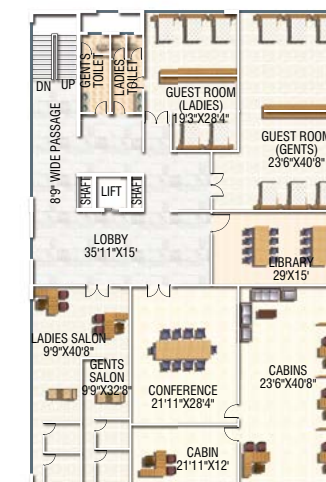 DN UP
GENTS
TOILET
LADIES
TOILET
GUEST ROOM
(LADIES)
19'3"X28'4"
GUEST ROOM
(GENTS)
23'6"X40'8"
8'9" WIDE PASSAGE
SHAFT
LIFT
SHAFT
LOBBY
35'11"X15'
LIBRARY
29'X15'
LADIES SALON
9'9"X40'8"
GENTS
SALON
9'9"X32'8"
CONFERENCE
21'11"X28'4"
CABINS
23'6"X40'8"
CABIN
21'11"X12'